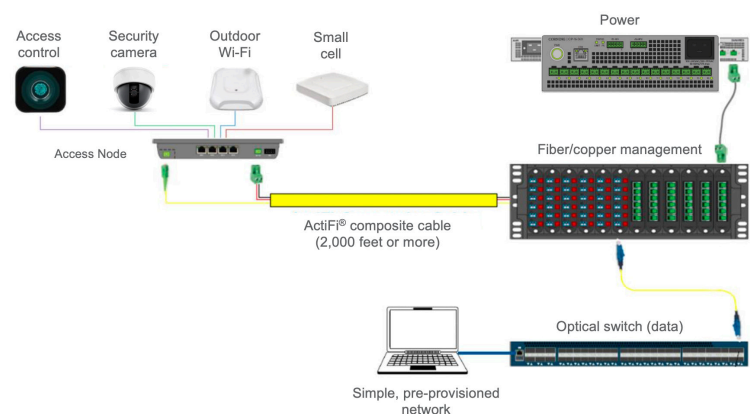 Access
control
Security
camera
Outdoor
Wi-Fi
Small
cell
Power
Access Node
Fiber/copper management
ActiFi® composite cable
(2,000 feet or more)
Optical switch (data)
Simple, pre-provisioned
network